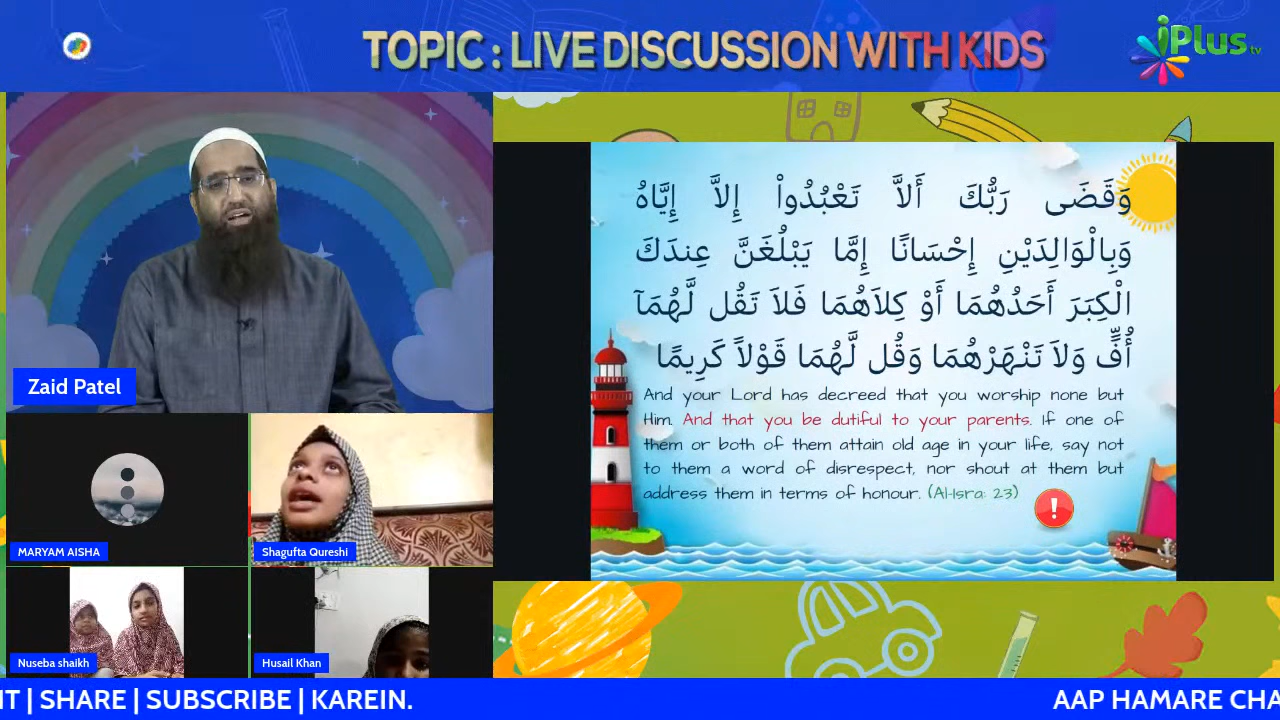 TOPIC : LIVE DISCUSSION WITH KIDS
iPlus tv
Zaid Patel
MARYAM AISHA
Shagufta Qureshi
Nuseba shaikh
Husail Khan
وَقَضَى رَبُّكَ أَلاَّ تَعْبُدُواْ إِلاَّ إِيَّاهُ
وَبِالْوَالِدَيْنِ إِحْسَانًا إِمَّا يَبْلُغَنَّ عِندَكَ
الْكِبَرَ أَحَدُهُمَا أَوْ كِلاَهُمَا فَلاَ تَقُل لَّهُمَآ
أُفٍّ وَلاَ تَنْهَرْهُمَا وَقُل لَّهُمَا قَوْلاً كَرِيمًا
And your Lord has decreed that you worship none but
Him. And that you be dutiful to your parents. If one of
them or both of them attain old age in your life, say not
to them a word of disrespect, nor shout at them but
address them in terms of honour. (Al-Isra: 23)
!
NT | SHARE | SUBSCRIBE | KAREIN. AAP HAMARE CHA